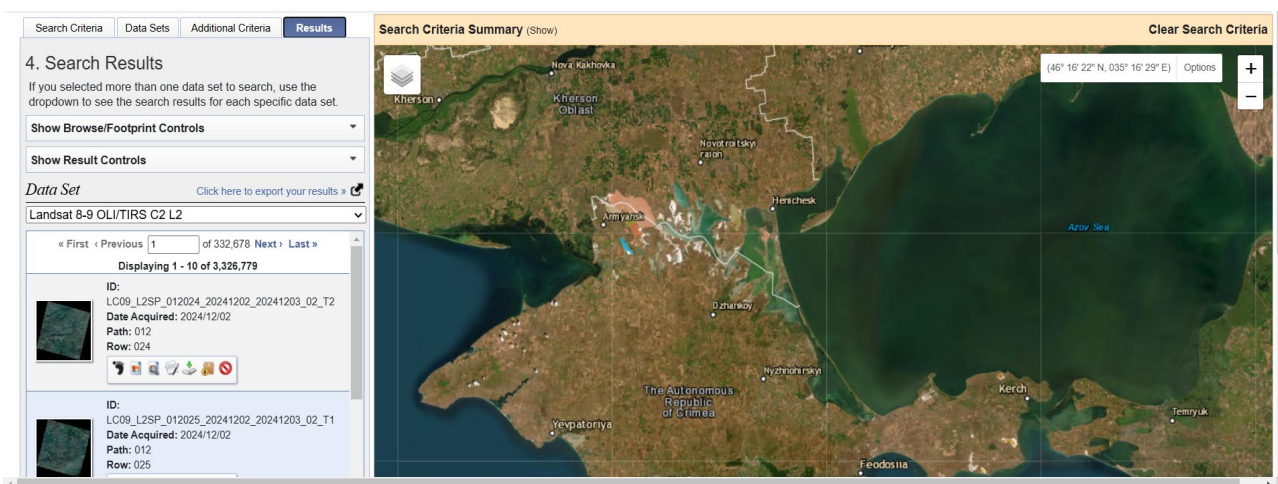 Search Criteria
Data Sets
Additional Criteria
Results
4. Search Results
If you selected more than one data set to search, use the
dropdown to see the search results for each specific data set.
Show Browse/Footprint Controls
Show Result Controls
Data Set
Click here to export your results »
Landsat 8-9 OLI/TIRS C2 L2
« First ‹ Previous 1 of 332,678 Next › Last »
Displaying 1 - 10 of 3,326,779
ID:
LC09_L2SP_012024_20241202_20241203_02_T2
Date Acquired: 2024/12/02
Path: 012
Row: 024
ID:
LC09_L2SP_012025_20241202_20241203_02_T1
Date Acquired: 2024/12/02
Path: 012
Row: 025
Search Criteria Summary (Show)
Clear Search Criteria
(46° 16' 22" N, 035° 16' 29" E)
Options
+
−
Nova Kakhovka
Kherson
Kherson
Oblast
Novotroitskyi
raion
Henichesk
Armyansk
Azov Sea
Dzhankoy
Nyzhnohirskyi
The Autonomous
Republic
of Crimea
Kerch
Temryuk
Yevpatoriya
Feodosiia